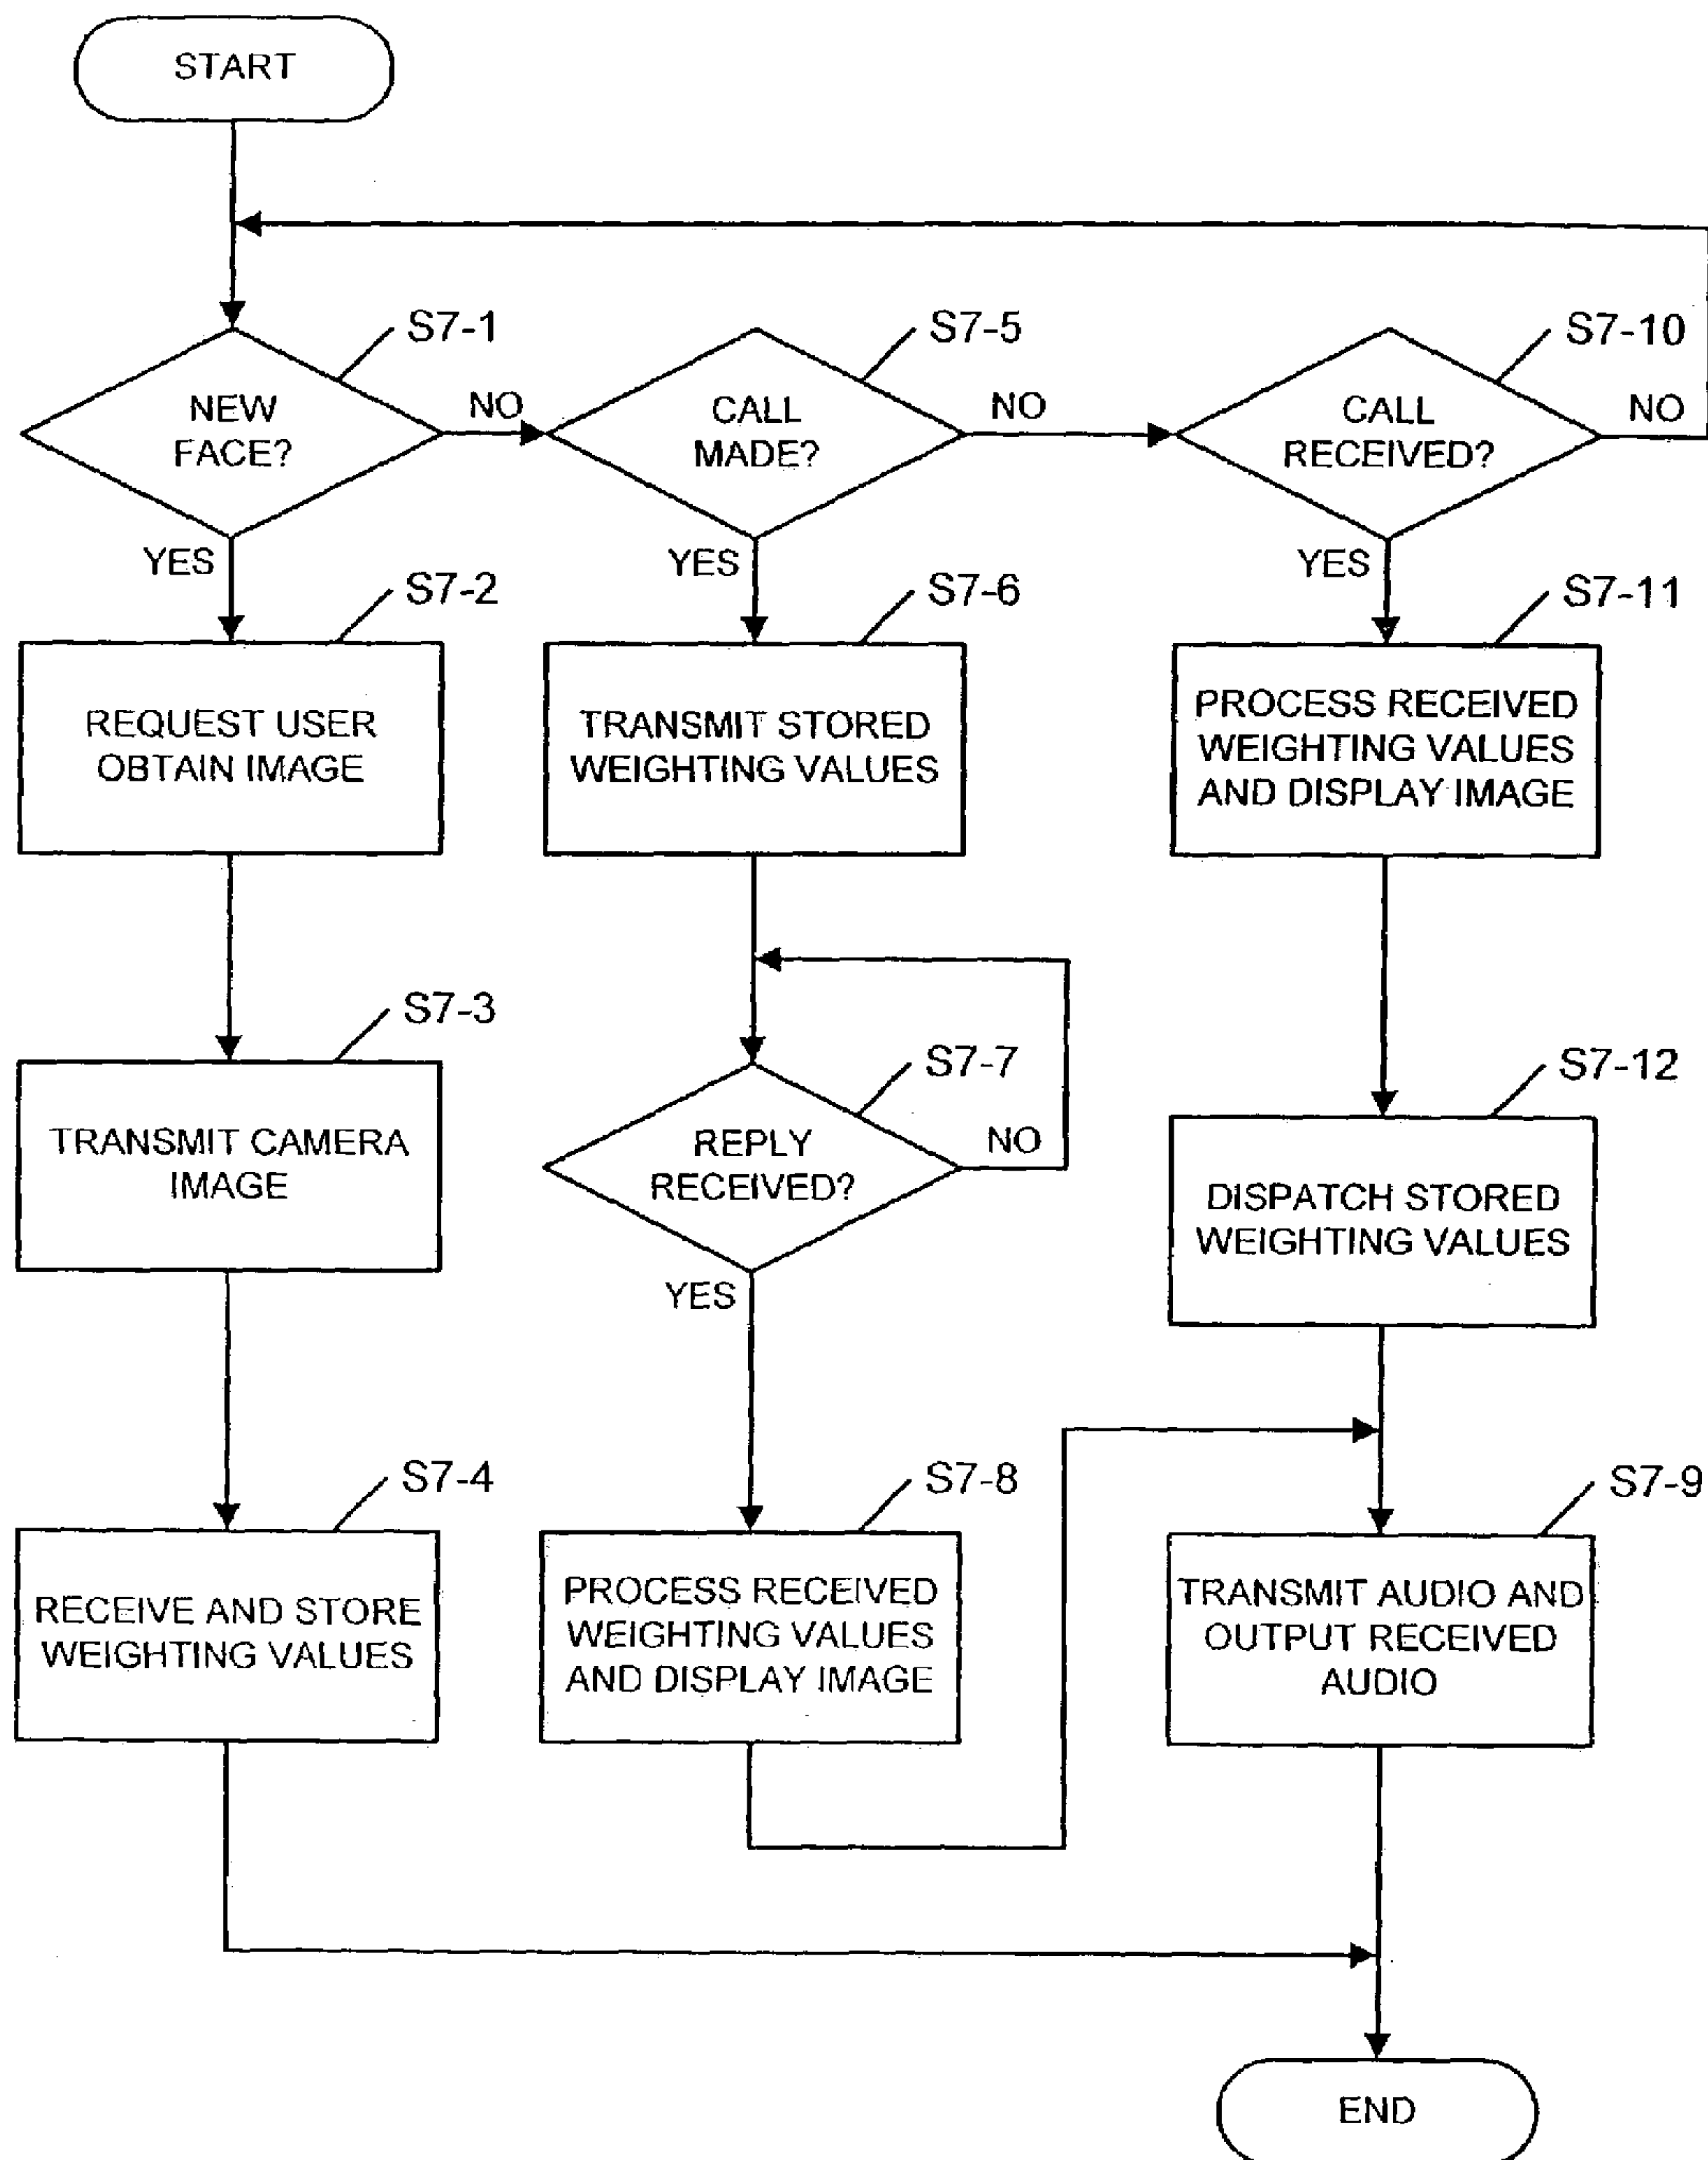 START
S7-1
S7-5
S7-10
NEW
FACE?
NO
CALL
MADE?
NO
CALL
RECEIVED?
NO
YES
YES
YES
S7-2
S7-6
S7-11
REQUEST USER
OBTAIN IMAGE
TRANSMIT STORED
WEIGHTING VALUES
PROCESS RECEIVED
WEIGHTING VALUES
AND DISPLAY IMAGE
S7-3
S7-7
S7-12
TRANSMIT CAMERA
IMAGE
REPLY
RECEIVED?
NO
DISPATCH STORED
WEIGHTING VALUES
YES
S7-4
S7-8
S7-9
RECEIVE AND STORE
WEIGHTING VALUES
PROCESS RECEIVED
WEIGHTING VALUES
AND DISPLAY IMAGE
TRANSMIT AUDIO AND
OUTPUT RECEIVED
AUDIO
END